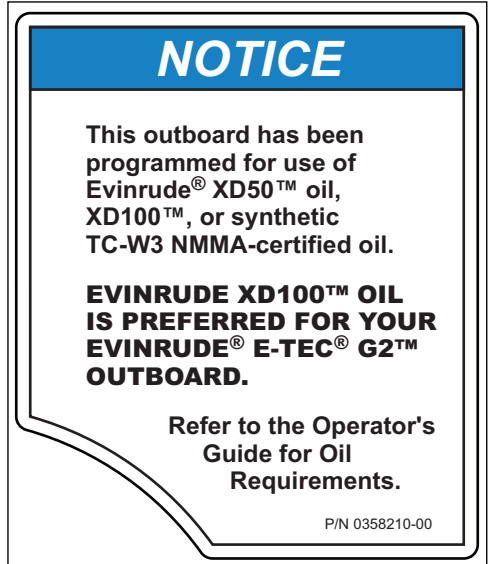 NOTICE
This outboard has been
programmed for use of
Evinrude® XD50™ oil,
XD100™, or synthetic
TC-W3 NMMA-certified oil.
EVINRUDE XD100™ OIL
IS PREFERRED FOR YOUR
EVINRUDE® E-TEC® G2™
OUTBOARD.
Refer to the Operator's
Guide for Oil
Requirements.
P/N 0358210-00